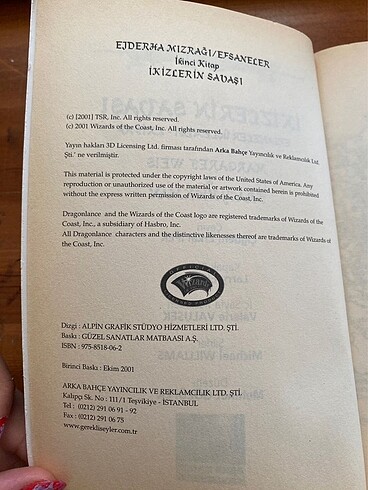 EJDERHA MIZRAĞI/EFSANELER
İkinci Kitap
İKİZLERİN SAVAŞI
(c) [2001] TSR, Inc. All rights reserved.
(c) 2001 Wizards of the Coast, Inc. All rights reserved.
Yayın hakları 3D Licensing Ltd. firması tarafından Arka Bahçe Yayıncılık ve Reklamcılık Ltd.
Şti.' ne verilmiştir.
This material is protected under the copyright laws of the United States of America. Any
reproduction or unauthorized use of the material or artwork contained herein is prohibited
without the express written permission of Wizards of the Coast, Inc.
Dragonlance and the Wizards of the Coast logo are registered trademarks of Wizards of the
Coast, Inc., a subsidiary of Hasbro, Inc.
All Dragonlance characters and the distinctive likenesses thereof are trademarks of Wizards of
the Coast, Inc.
OFFICIAL
Wizards
LICENSED PRODUCT
Dizgi : ALPİN GRAFİK STÜDYO HİZMETLERİ LTD. ŞTİ.
Baskı : GÜZEL SANATLAR MATBAASI A.Ş.
ISBN : 975-8518-06-2
Birinci Baskı : Ekim 2001
ARKA BAHÇE YAYINCILIK VE REKLAMCILIK LTD. ŞTİ.
Kalıpçı Sk. No : 111/1 Teşvikiye - İSTANBUL
Tel : (0212) 291 06 91 - 92
Fax : (0212) 291 06 75
www.gereklıseyler.com.tr